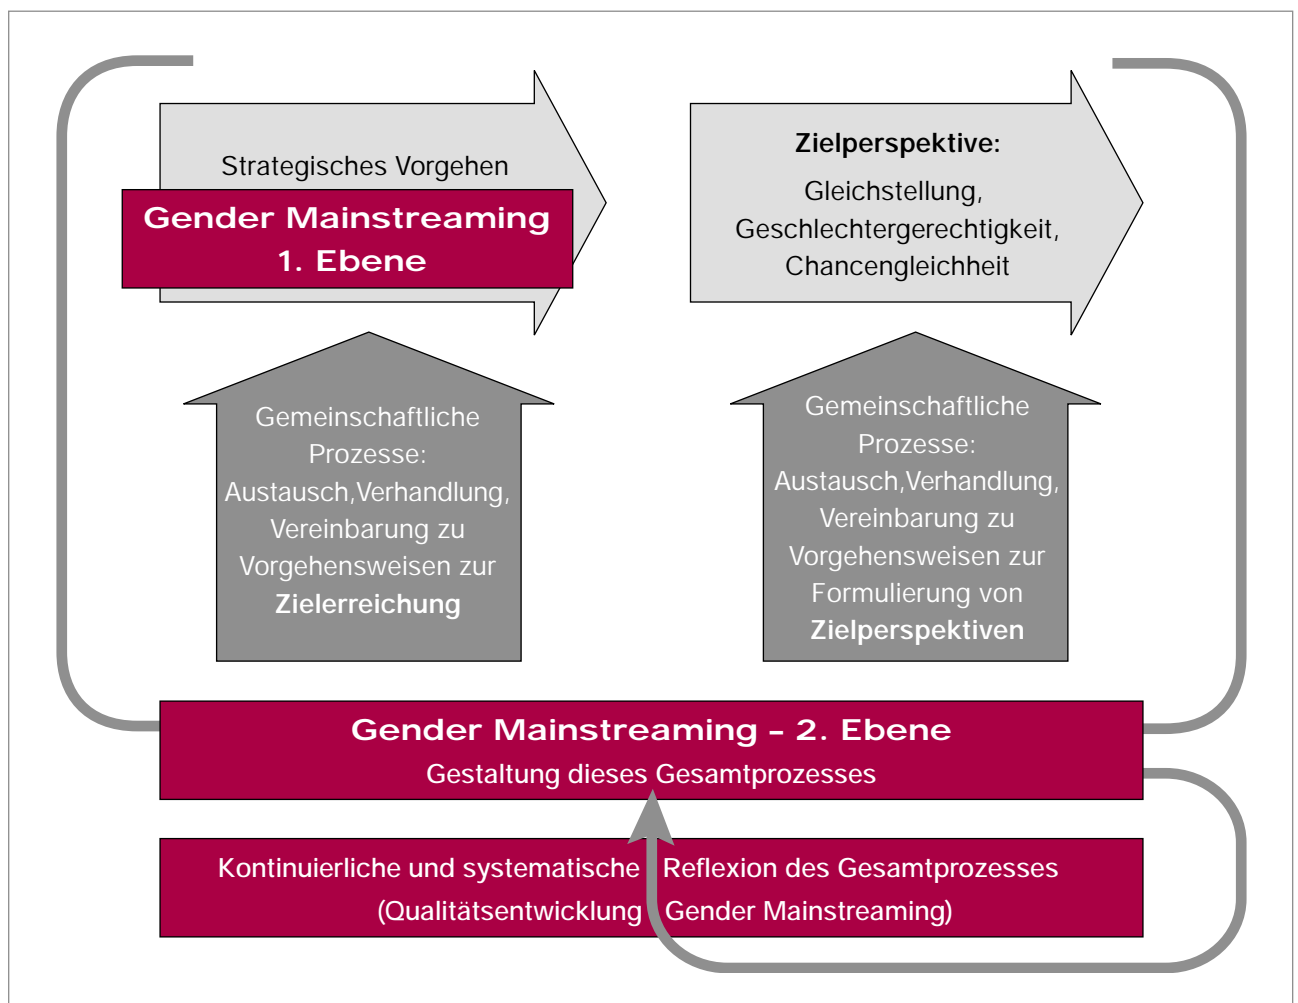 Strategisches Vorgehen
Gender Mainstreaming
1. Ebene
Zielperspektive:
Gleichstellung,
Geschlechtergerechtigkeit,
Chancengleichheit
Gemeinschaftliche
Prozesse:
Austausch,Verhandlung,
Vereinbarung zu
Vorgehensweisen zur
Zielerreichung
Gemeinschaftliche
Prozesse:
Austausch,Verhandlung,
Vereinbarung zu
Vorgehensweisen zur
Formulierung von
Zielperspektiven
Gender Mainstreaming – 2. Ebene
Gestaltung dieses Gesamtprozesses
Kontinuierliche und systematische Reflexion des Gesamtprozesses
(Qualitätsentwicklung Gender Mainstreaming)